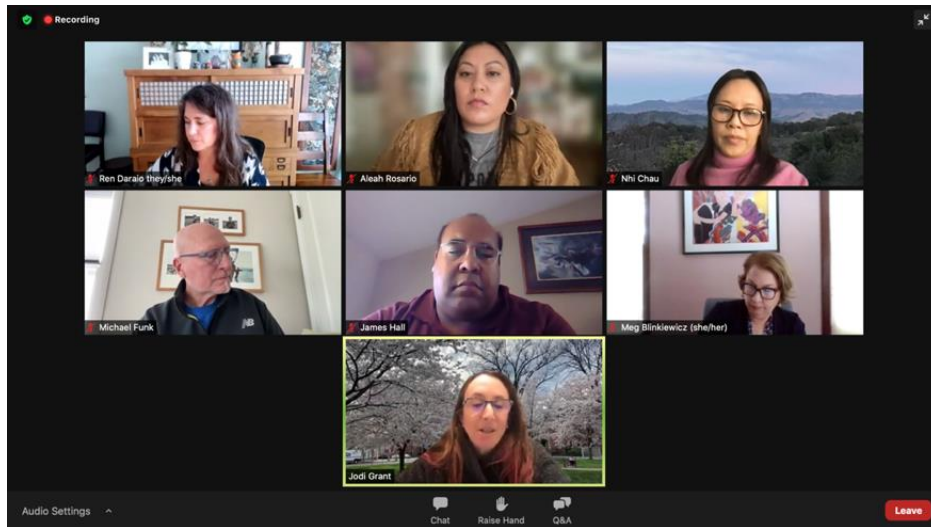 Recording
Ren Daraio they/she
Aleah Rosario
Nhi Chau
Michael Funk
NB
James Hall
Meg Blinkiewicz (she/her)
Jodi Grant
Audio Settings
Chat
Raise Hand
Q&A
Leave